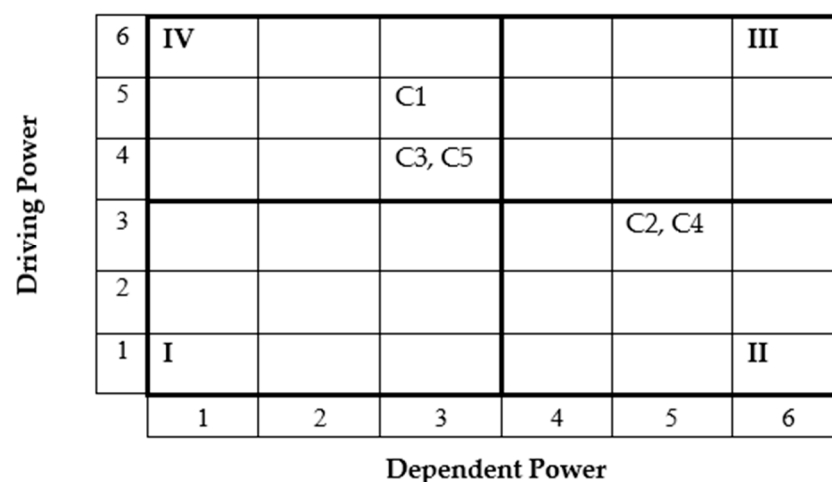 6 IV III
5 C1
4 C3, C5
3 C2, C4
2
1 I II
1 2 3 4 5 6
Driving Power
Dependent Power